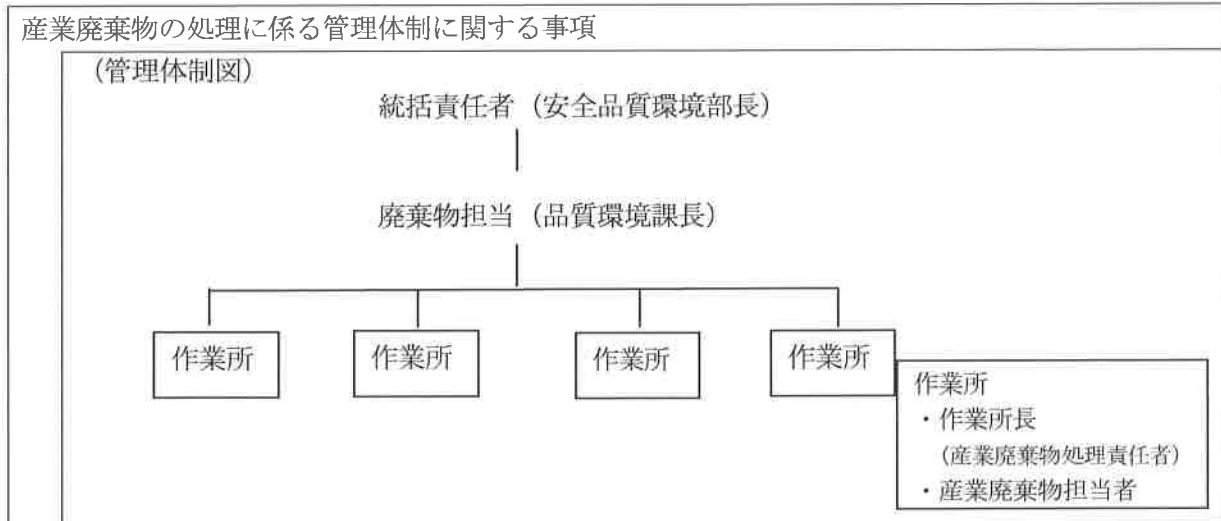 産業廃棄物の処理に係る管理体制に関する事項
（管理体制図）
統括責任者（安全品質環境部長）
廃棄物担当（品質環境課長）
作業所
作業所
作業所
作業所
作業所
・作業所長
（産業廃棄物処理責任者）
・産業廃棄物担当者